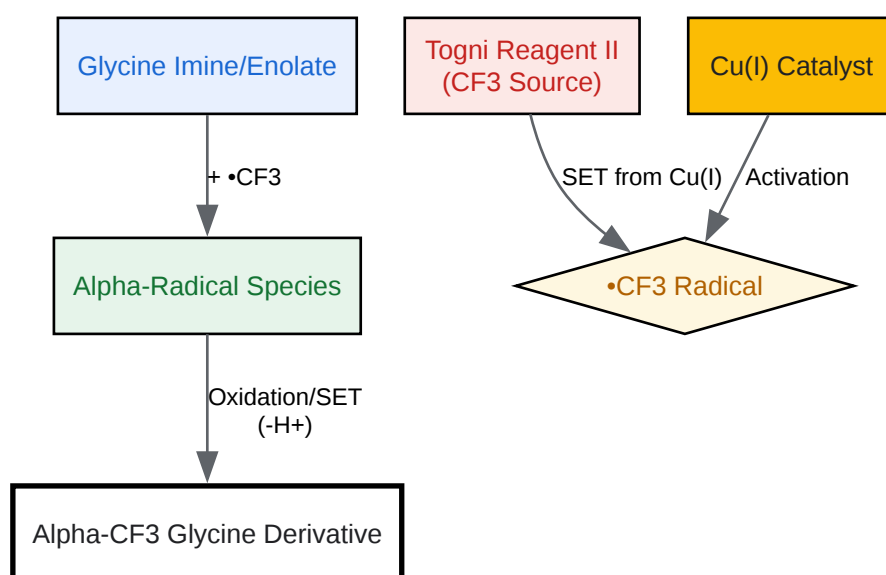 Glycine Imine/Enolate
Togni Reagent II
(CF3 Source)
Cu(I) Catalyst
+ •CF3
SET from Cu(I)
Activation
Alpha-Radical Species
•CF3 Radical
Oxidation/SET
(-H+)
Alpha-CF3 Glycine Derivative